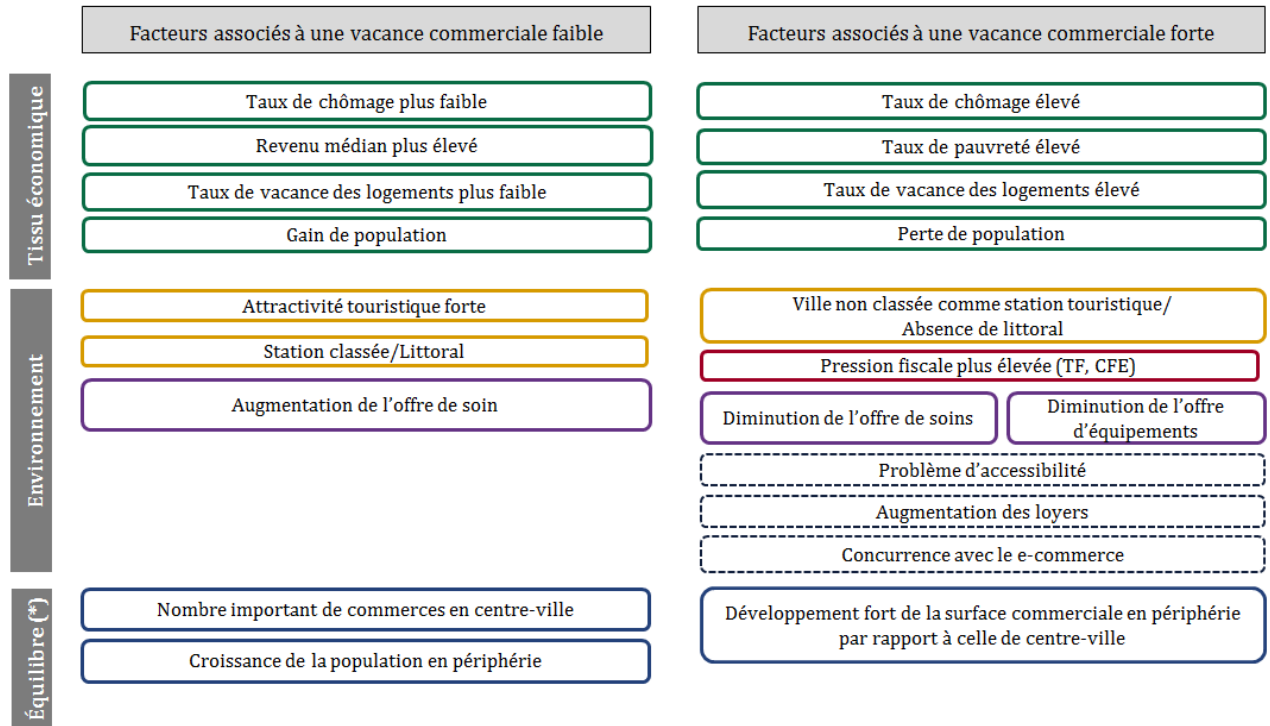 Facteurs associés à une vacance commerciale faible
Facteurs associés à une vacance commerciale forte
Tissu économique
Taux de chômage plus faible
Taux de chômage élevé
Revenu médian plus élevé
Taux de pauvreté élevé
Taux de vacance des logements plus faible
Taux de vacance des logements élevé
Gain de population
Perte de population
Environnement
Attractivité touristique forte
Ville non classée comme station touristique/
Absence de littoral
Station classée/Littoral
Pression fiscale plus élevée (TF, CFE)
Augmentation de l’offre de soin
Diminution de l’offre de soins
Diminution de l’offre
d’équipements
Problème d’accessibilité
Augmentation des loyers
Concurrence avec le e-commerce
Équilibre (*)
Nombre important de commerces en centre-ville
Développement fort de la surface commerciale en périphérie
par rapport à celle de centre-ville
Croissance de la population en périphérie